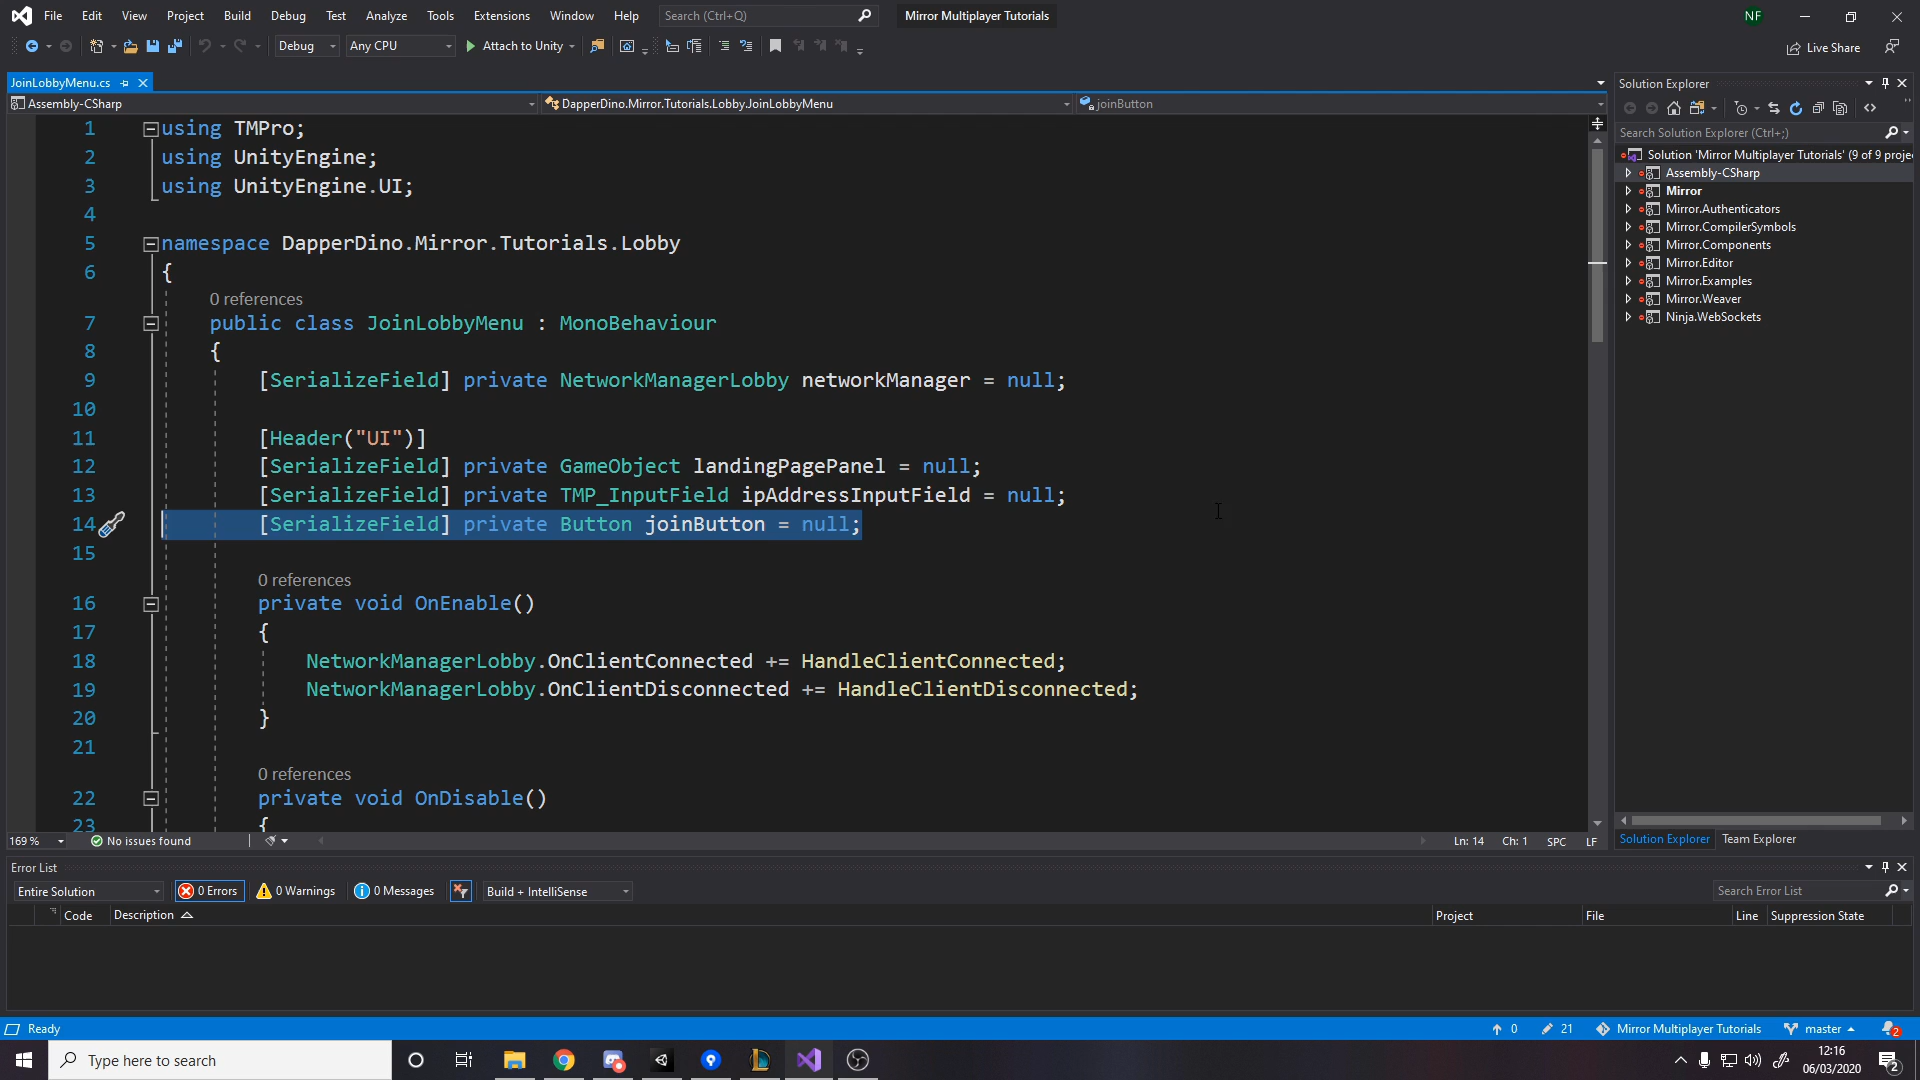 File Edit View Project Build Debug Test Analyze Tools Extensions Window Help Search (Ctrl+Q) Mirror Multiplayer Tutorials NF
Debug Any CPU Attach to Unity Live Share
JoinLobbyMenu.cs
Assembly-CSharp DapperDino.Mirror.Tutorials.Lobby.JoinLobbyMenu joinButton
1 using TMPro;
2 using UnityEngine;
3 using UnityEngine.UI;
4
5 namespace DapperDino.Mirror.Tutorials.Lobby
6 {
0 references
7 public class JoinLobbyMenu : MonoBehaviour
8 {
9 [SerializeField] private NetworkManagerLobby networkManager = null;
10
11 [Header("UI")]
12 [SerializeField] private GameObject landingPagePanel = null;
13 [SerializeField] private TMP_InputField ipAddressInputField = null;
14 [SerializeField] private Button joinButton = null;
15
0 references
16 private void OnEnable()
17 {
18 NetworkManagerLobby.OnClientConnected += HandleClientConnected;
19 NetworkManagerLobby.OnClientDisconnected += HandleClientDisconnected;
20 }
21
0 references
22 private void OnDisable()
23 {
169 % No issues found Ln: 14 Ch: 1 SPC LF
Solution Explorer
Search Solution Explorer (Ctrl+;)
Solution 'Mirror Multiplayer Tutorials' (9 of 9 proje
Assembly-CSharp
Mirror
Mirror.Authenticators
Mirror.CompilerSymbols
Mirror.Components
Mirror.Editor
Mirror.Examples
Mirror.Weaver
Ninja.WebSockets
Solution Explorer Team Explorer
Error List
Entire Solution 0 Errors 0 Warnings 0 Messages Build + IntelliSense Search Error List
Code Description Project File Line Suppression State
Ready 0 21 Mirror Multiplayer Tutorials master 2
Type here to search 12:16
06/03/2020 2